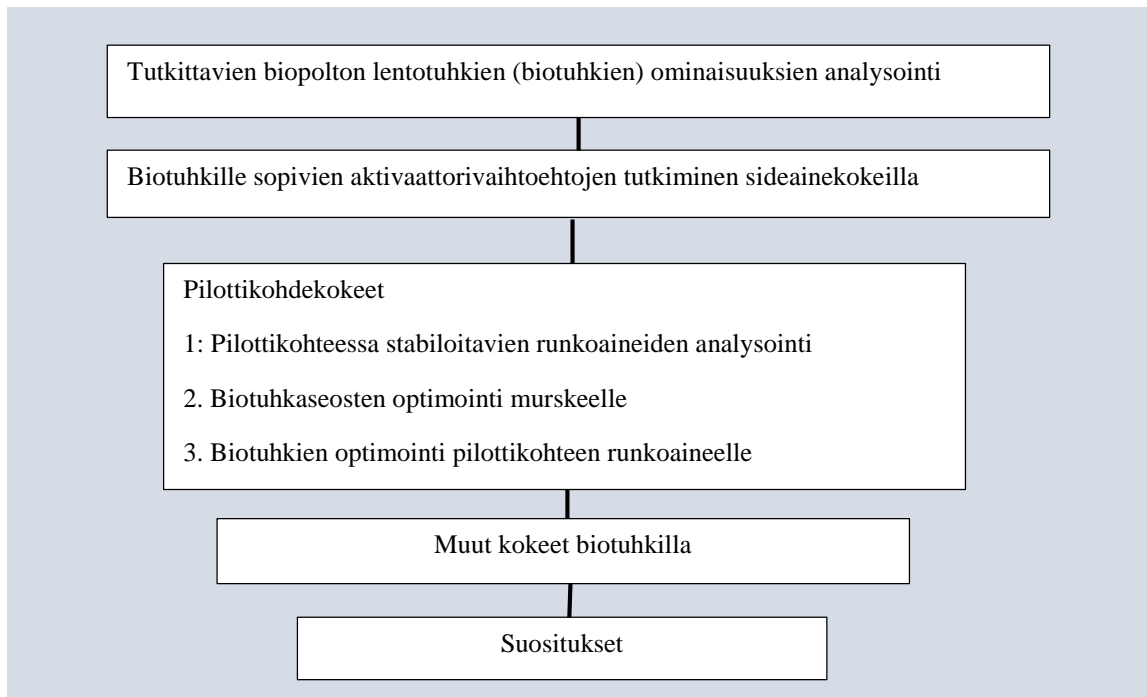 Tutkittavien biopolton lentotuhkien (biotuhkien) ominaisuuksien analysointi
Biotuhkille sopivien aktivaattorivaihtoehtojen tutkiminen sideainekokeilla
Pilottikohdekokeet
1: Pilottikohteessa stabiloitavien runkoaineiden analysointi
2. Biotuhkaseosten optimointi murskeelle
3. Biotuhkien optimointi pilottikohteen runkoaineelle
Muut kokeet biotuhkilla
Suositukset